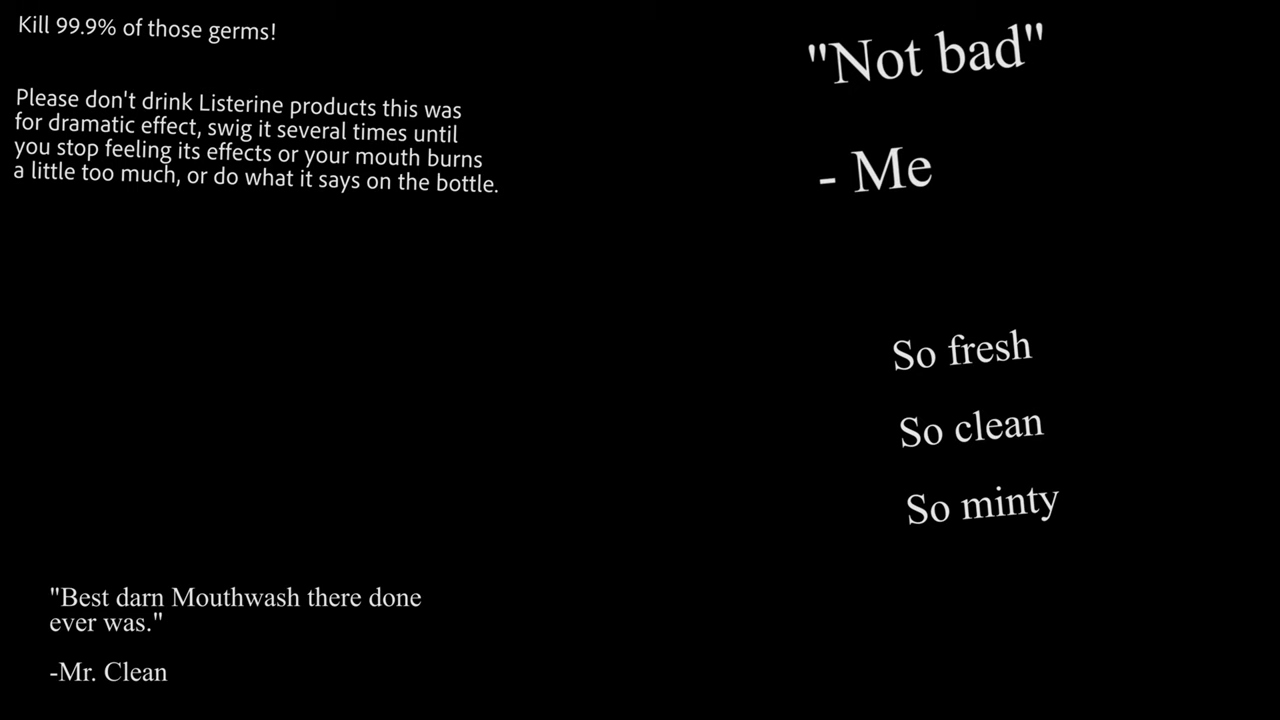 Kill 99.9% of those germs!
Please don't drink Listerine products this was
for dramatic effect, swig it several times until
you stop feeling its effects or your mouth burns
a little too much, or do what it says on the bottle.
"Not bad"
- Me
So fresh
So clean
So minty
"Best darn Mouthwash there done
ever was."
-Mr. Clean